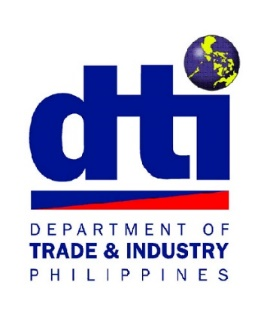 dti
DEPARTMENT OF
TRADE & INDUSTRY
PHILIPPINES